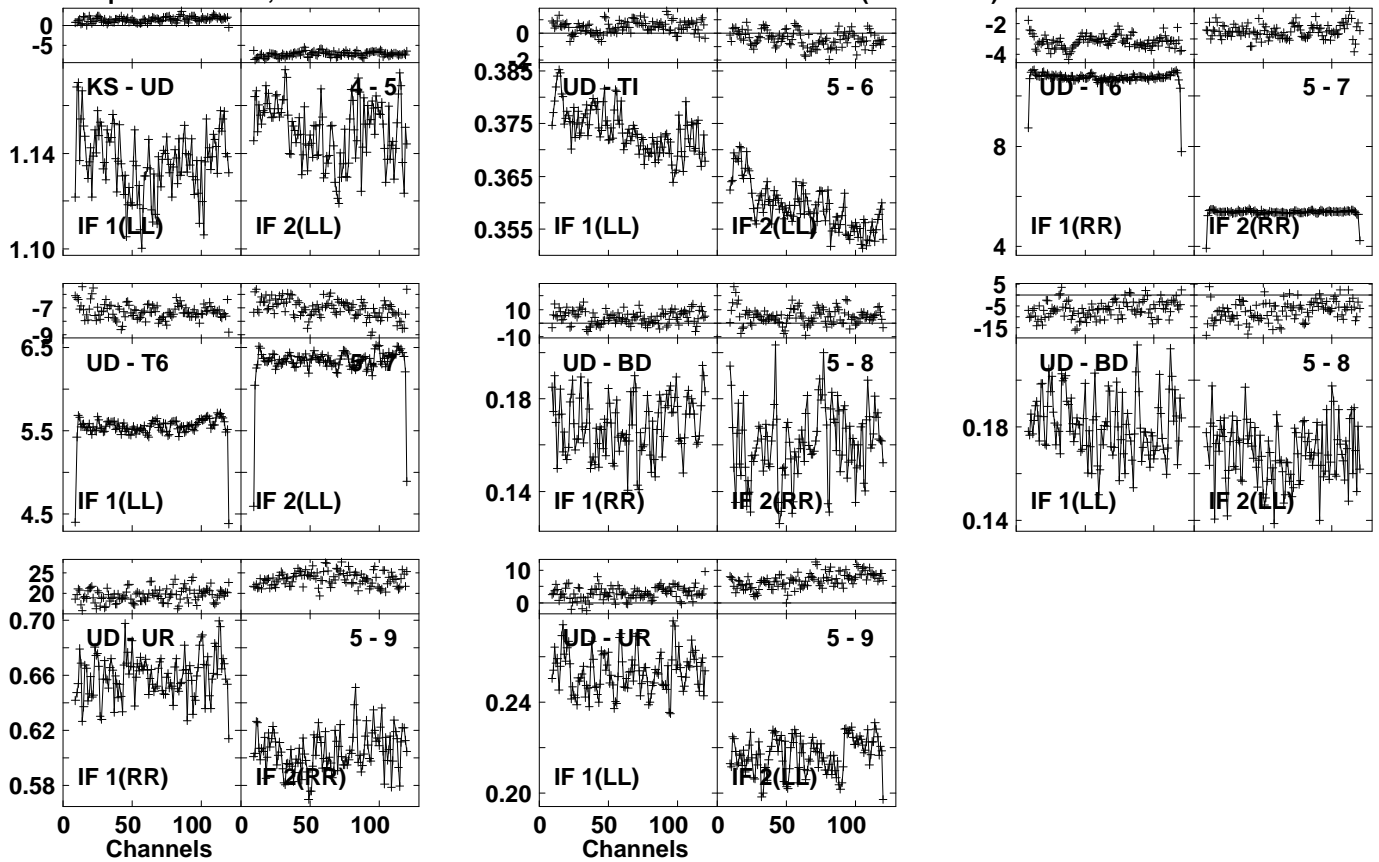 0
-5
KS - UD
4 - 5
1.14
1.10
IF 1(LL)
IF 2(LL)
0
-2
0.385
0.375
0.365
0.355
UD - TI
5 - 6
IF 1(LL)
IF 2(LL)
-2
-4
8
4
UD - T6
5 - 7
IF 1(RR)
IF 2(RR)
-7
-9
6.5
5.5
4.5
UD - T6
5 - 7
IF 1(LL)
IF 2(LL)
10
-10
0.18
0.14
UD - BD
5 - 8
IF 1(RR)
IF 2(RR)
5
-5
-15
0.18
0.14
UD - BD
5 - 8
IF 1(LL)
IF 2(LL)
25
20
0.70
0.66
0.62
0.58
UD - UR
5 - 9
IF 1(RR)
IF 2(RR)
0 50 100 0 50 100
Channels
10
0
0.24
0.20
UD - UR
5 - 9
IF 1(LL)
IF 2(LL)
0 50 100 0 50 100
Channels